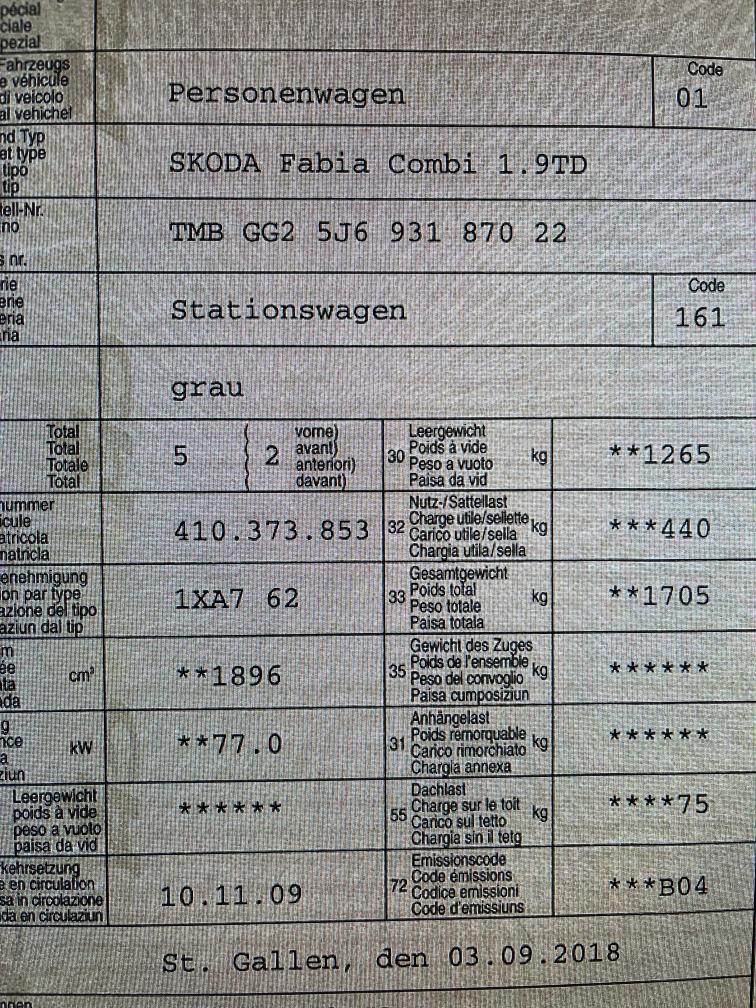 pécial
ciale
pezial
Fahrzeugs
e véhicule
di veicolo
al vehichel
Personenwagen
Code
01
nd Typ
et type
tipo
tip
SKODA Fabia Combi 1.9TD
tell-Nr.
no
s nr.
TMB GG2 5J6 931 870 22
rie
erie
eria
aria
Stationswagen
Code
161
grau
Total
Total
Totale
Total
5
2
vorne)
avant)
anteriori)
davant)
30
Leergewicht
Poids à vide
Peso a vuoto
Paisa da vid
kg
**1265
nummer
icule
atricola
matricla
410.373.853
32
Nutz-/Sattellast
Charge utile/sellette
Carico utile/sella
Chargia utila/sella
kg
***440
enehmigung
ion par type
azione del tipo
aziun dal tip
1XA7 62
33
Gesamtgewicht
Poids total
Peso totale
Paisa totala
kg
**1705
m
ée
ata
ada
cm³
**1896
35
Gewicht des Zuges
Poids de l'ensemble
Peso del convoglio
Paisa cumposiziun
kg
******
g
nce
a
ziun
kW
**77.0
31
Anhängelast
Poids remorquable
Carico rimorchiato
Chargia annexa
kg
******
Leergewicht
poids à vide
peso a vuoto
paisa da vid
******
55
Dachlast
Charge sur le toit
Carico sul tetto
Chargia sin il tetg
kg
****75
kehrsetzung
e en circulation
sa in circolazione
da en circulaziun
10.11.09
72
Emissionscode
Code émissions
Codice emissioni
Code d'emissiuns
***B04
St. Gallen, den 03.09.2018